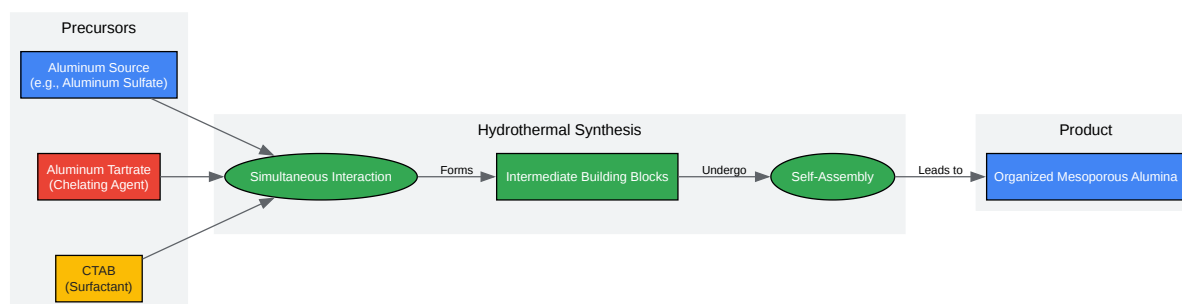 Precursors
Aluminum Source
(e.g., Aluminum Sulfate)
Aluminum Tartrate
(Chelating Agent)
CTAB
(Surfactant)
Hydrothermal Synthesis
Simultaneous Interaction
Forms
Intermediate Building Blocks
Undergo
Self-Assembly
Leads to
Product
Organized Mesoporous Alumina